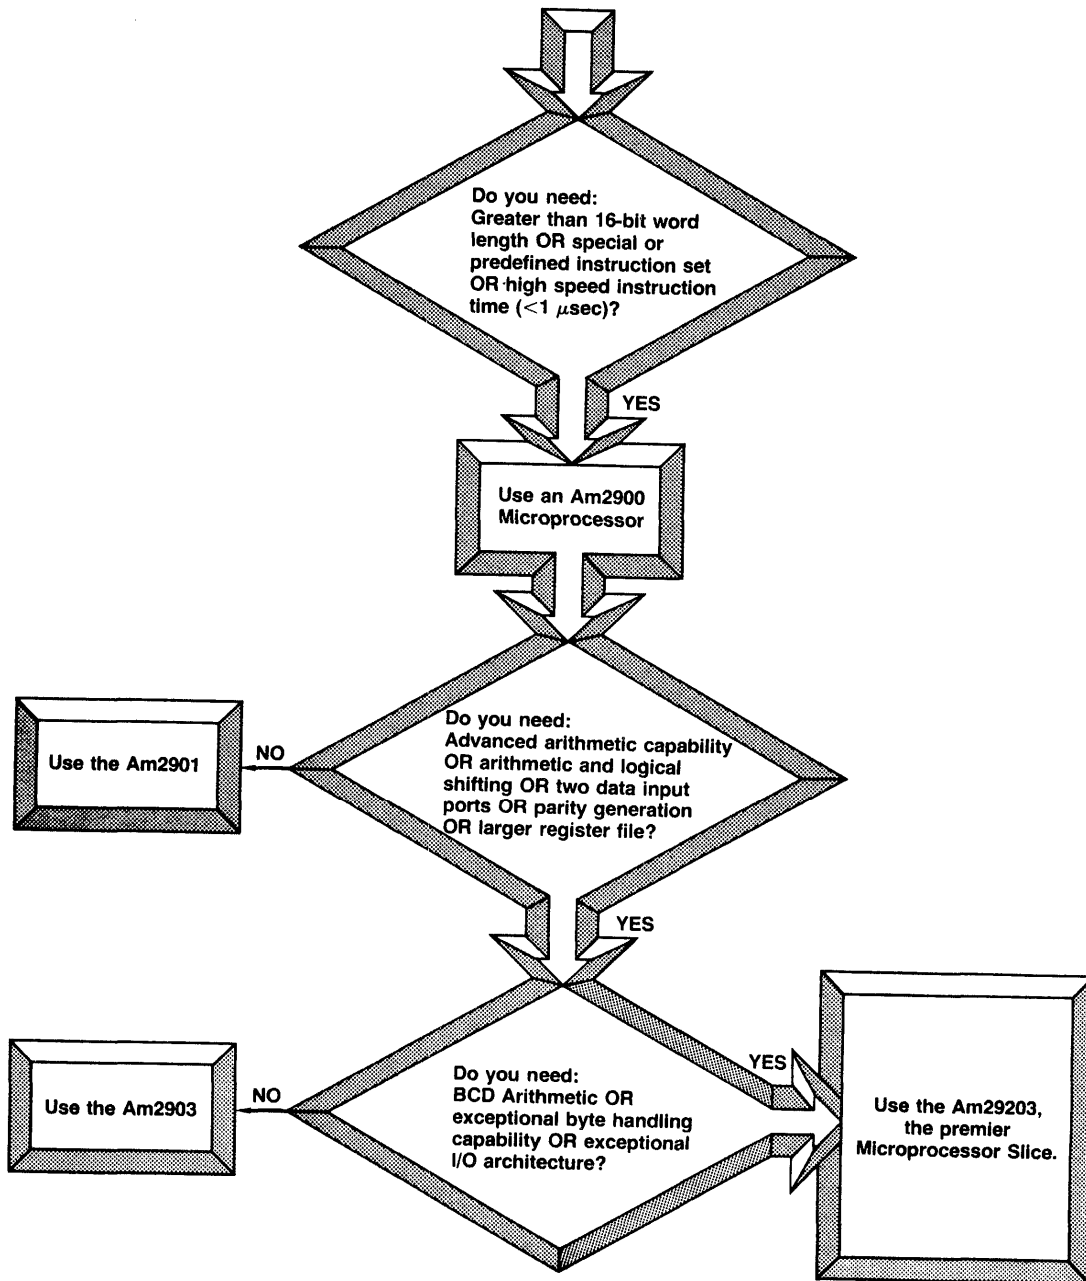 Do you need:
Greater than 16-bit word
length OR special or
predefined instruction set
OR high speed instruction
time (<1 μsec)?
YES
Use an Am2900
Microprocessor
Do you need:
Advanced arithmetic capability
OR arithmetic and logical
shifting OR two data input
ports OR parity generation
OR larger register file?
NO
Use the Am2901
YES
Do you need:
BCD Arithmetic OR
exceptional byte handling
capability OR exceptional
I/O architecture?
NO
Use the Am2903
YES
Use the Am29203,
the premier
Microprocessor Slice.